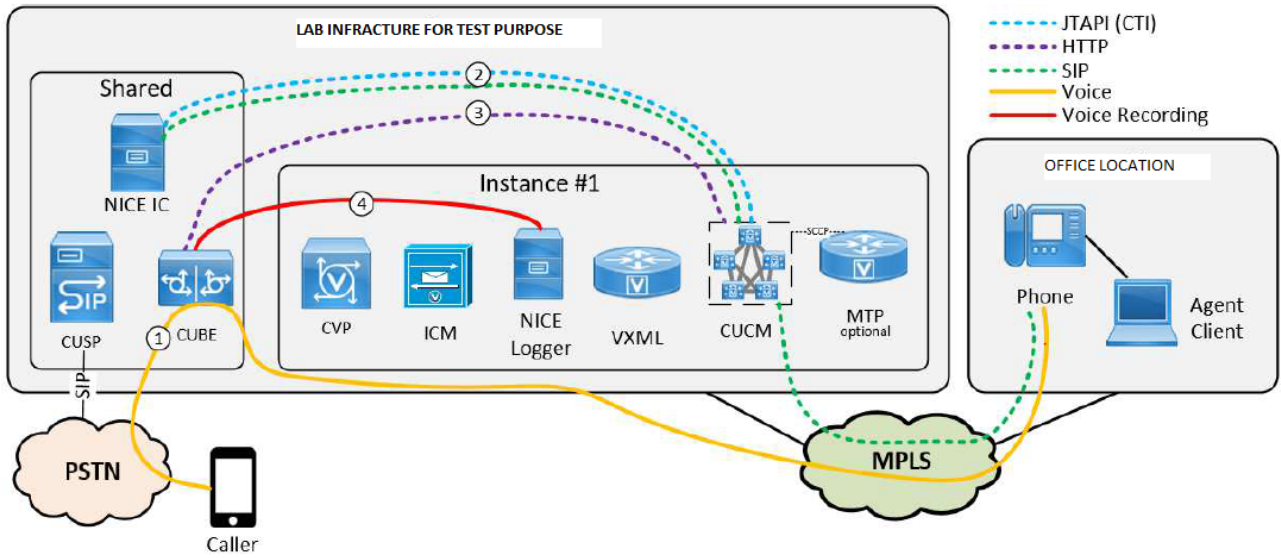 LAB INFRACTURE FOR TEST PURPOSE
JTAPI (CTI)
HTTP
SIP
Voice
Voice Recording
Shared
NICE IC
2
3
OFFICE LOCATION
Instance #1
4
SCCP
SIP
V
V
V
V
CUSP
1
CUBE
CVP
ICM
NICE
Logger
VXML
CUCM
MTP
optional
Phone
Agent
Client
SIP
PSTN
MPLS
Caller